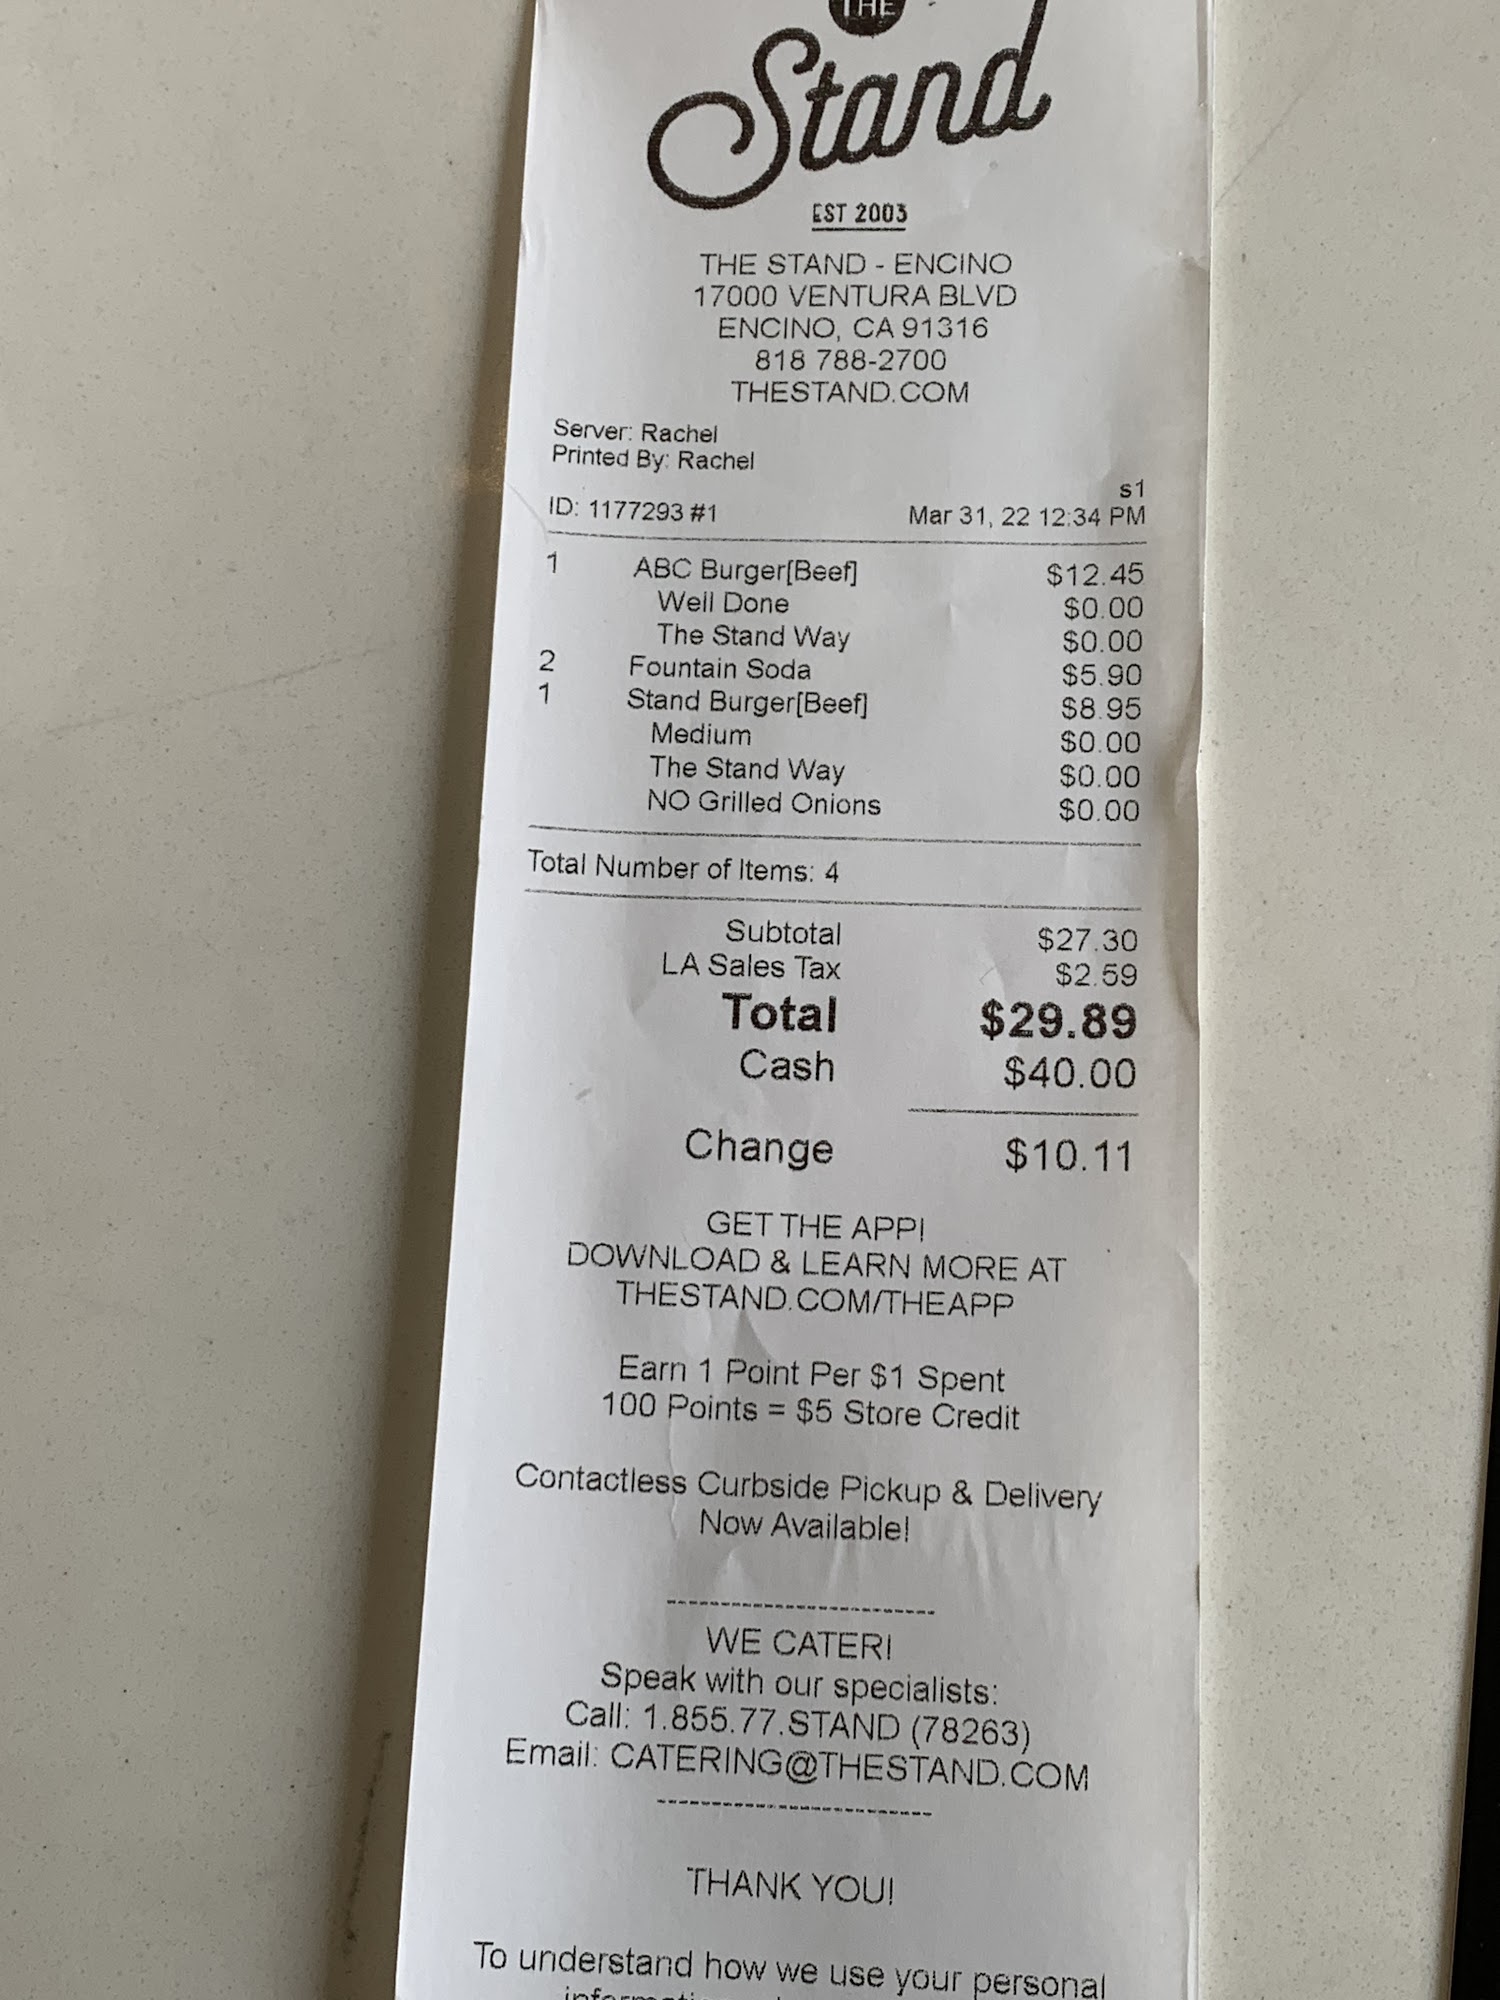 THE
Stand
EST 2003
THE STAND - ENCINO
17000 VENTURA BLVD
ENCINO, CA 91316
818 788-2700
THESTAND.COM
Server: Rachel
Printed By: Rachel
s1
ID: 1177293 #1 Mar 31, 22 12:34 PM
1 ABC Burger[Beef] $12.45
Well Done $0.00
The Stand Way $0.00
2 Fountain Soda $5.90
1 Stand Burger[Beef] $8.95
Medium $0.00
The Stand Way $0.00
NO Grilled Onions $0.00
Total Number of Items: 4
Subtotal $27.30
LA Sales Tax $2.59
Total $29.89
Cash $40.00
Change $10.11
GET THE APP!
DOWNLOAD & LEARN MORE AT
THESTAND.COM/THEAPP
Earn 1 Point Per $1 Spent
100 Points = $5 Store Credit
Contactless Curbside Pickup & Delivery
Now Available!
WE CATER!
Speak with our specialists:
Call: 1.855.77.STAND (78263)
Email: CATERING@THESTAND.COM
THANK YOU!
To understand how we use your personal